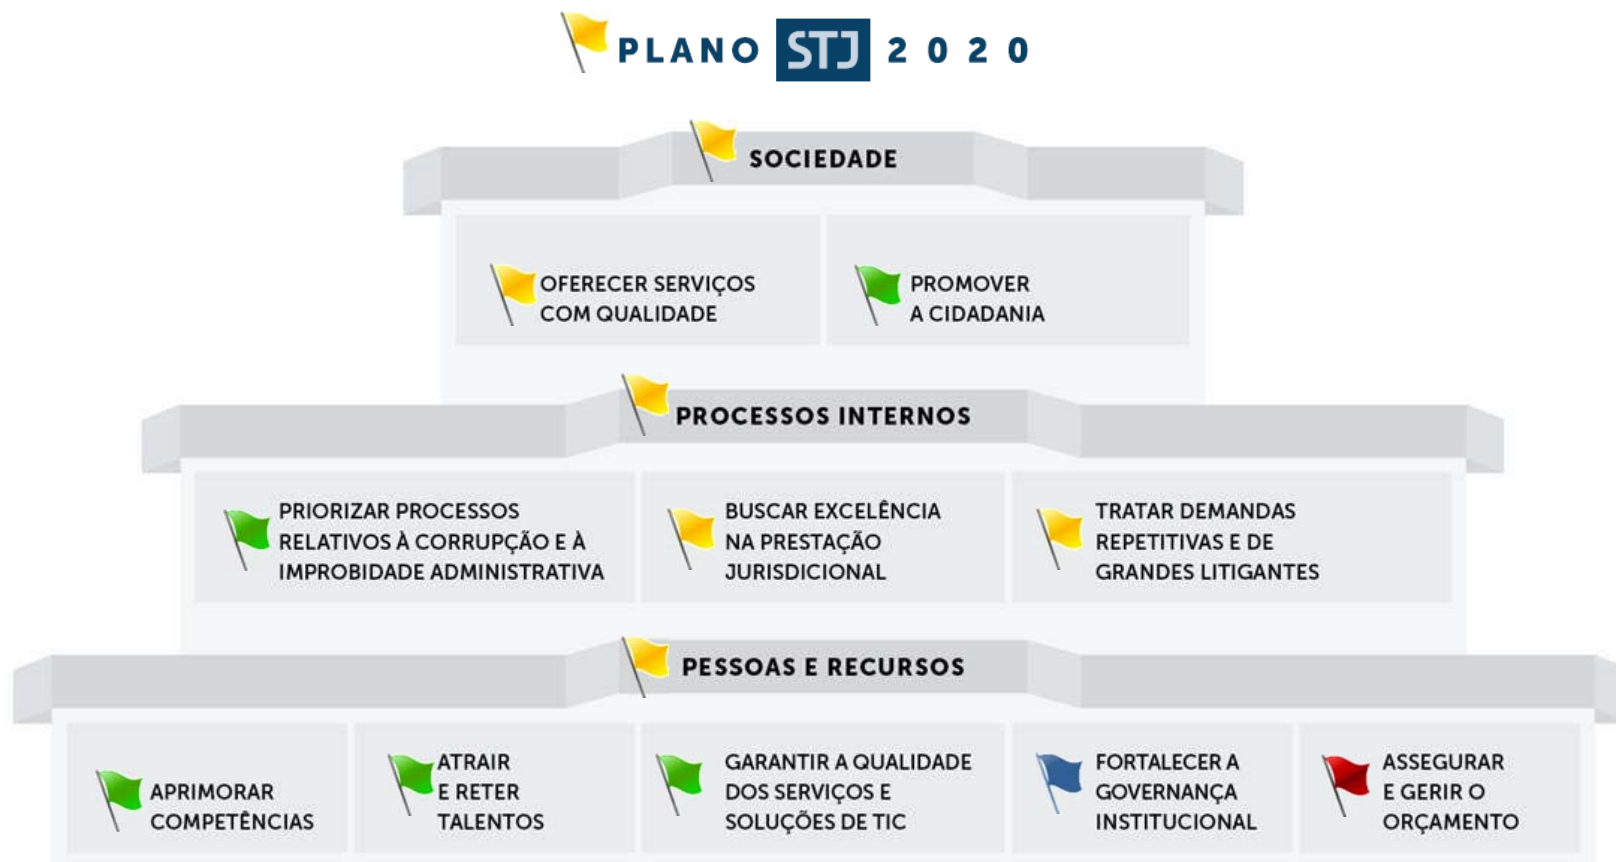 PLANO STJ 2020
SOCIEDADE
OFERECER SERVIÇOS
COM QUALIDADE
PROMOVER
A CIDADANIA
PROCESSOS INTERNOS
PRIORIZAR PROCESSOS
RELATIVOS À CORRUPÇÃO E À
IMPROBIDADE ADMINISTRATIVA
BUSCAR EXCELÊNCIA
NA PRESTAÇÃO
JURISDICIONAL
TRATAR DEMANDAS
REPETITIVAS E DE
GRANDES LITIGANTES
PESSOAS E RECURSOS
APRIMORAR
COMPETÊNCIAS
ATRAIR
E RETER
TALENTOS
GARANTIR A QUALIDADE
DOS SERVIÇOS E
SOLUÇÕES DE TIC
FORTALECER A
GOVERNANÇA
INSTITUCIONAL
ASSEGURAR
E GERIR O
ORÇAMENTO